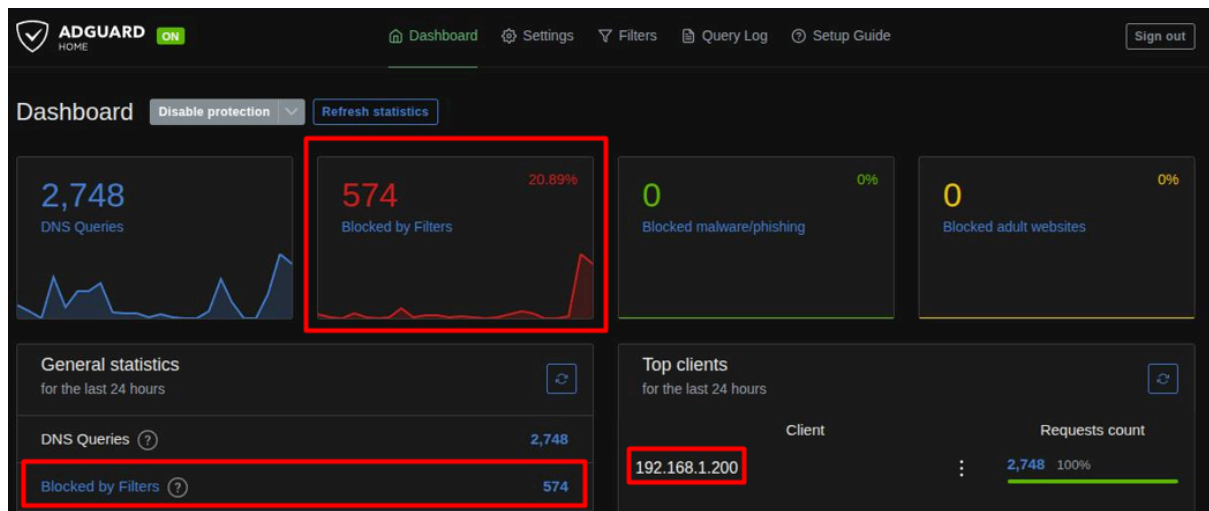 ADGUARD ON
HOME
Dashboard Settings Filters Query Log Setup Guide Sign out
Dashboard Disable protection Refresh statistics
2,748
DNS Queries
574 20.89%
Blocked by Filters
0 0%
Blocked malware/phishing
0 0%
Blocked adult websites
General statistics
for the last 24 hours
DNS Queries ? 2,748
Blocked by Filters ? 574
Top clients
for the last 24 hours
Client Requests count
192.168.1.200 2,748 100%